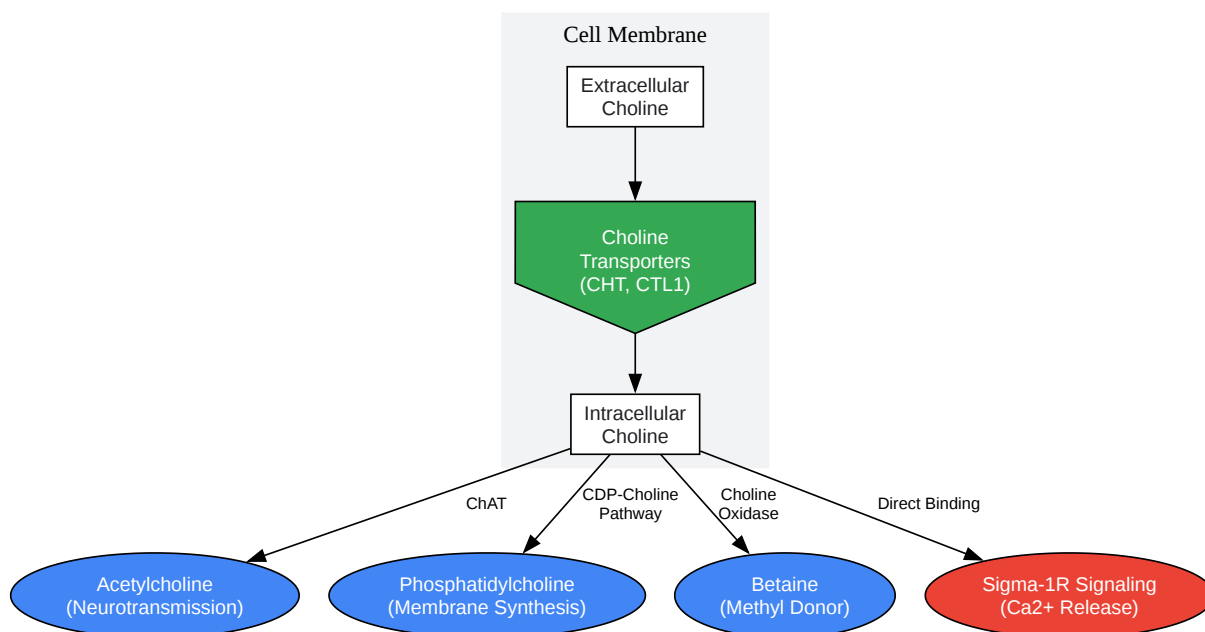 Cell Membrane
Extracellular
Choline
Choline
Transporters
(CHT, CTL1)
Intracellular
Choline
ChAT
CDP-Choline
Pathway
Choline
Oxidase
Direct Binding
Acetylcholine
(Neurotransmission)
Phosphatidylcholine
(Membrane Synthesis)
Betaine
(Methyl Donor)
Sigma-1R Signaling
(Ca2+ Release)